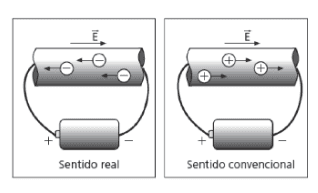 E
− − −
+ −
Sentido real
E
+ +
+
+ −
Sentido convencional